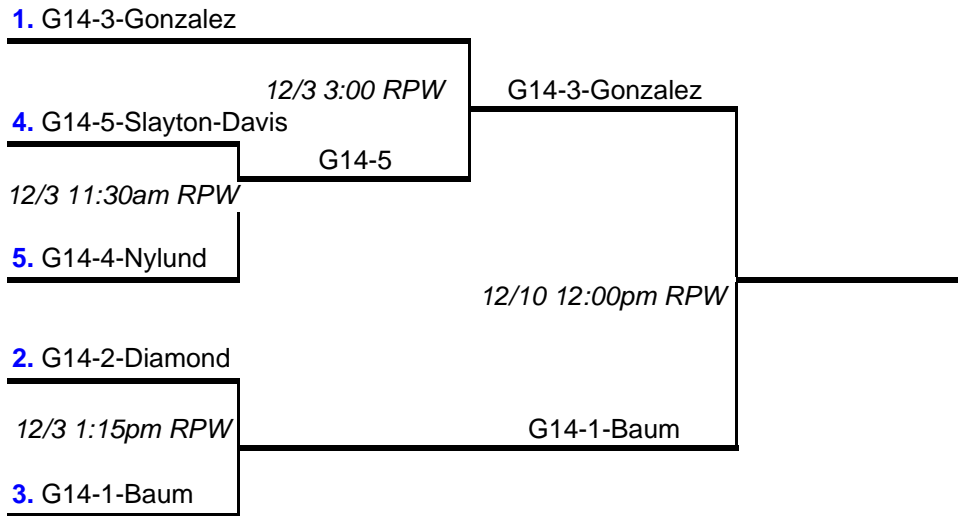 1. G14-3-Gonzalez
12/3 3:00 RPW
G14-3-Gonzalez
4. G14-5-Slayton-Davis
G14-5
12/3 11:30am RPW
5. G14-4-Nylund
12/10 12:00pm RPW
2. G14-2-Diamond
12/3 1:15pm RPW
G14-1-Baum
3. G14-1-Baum